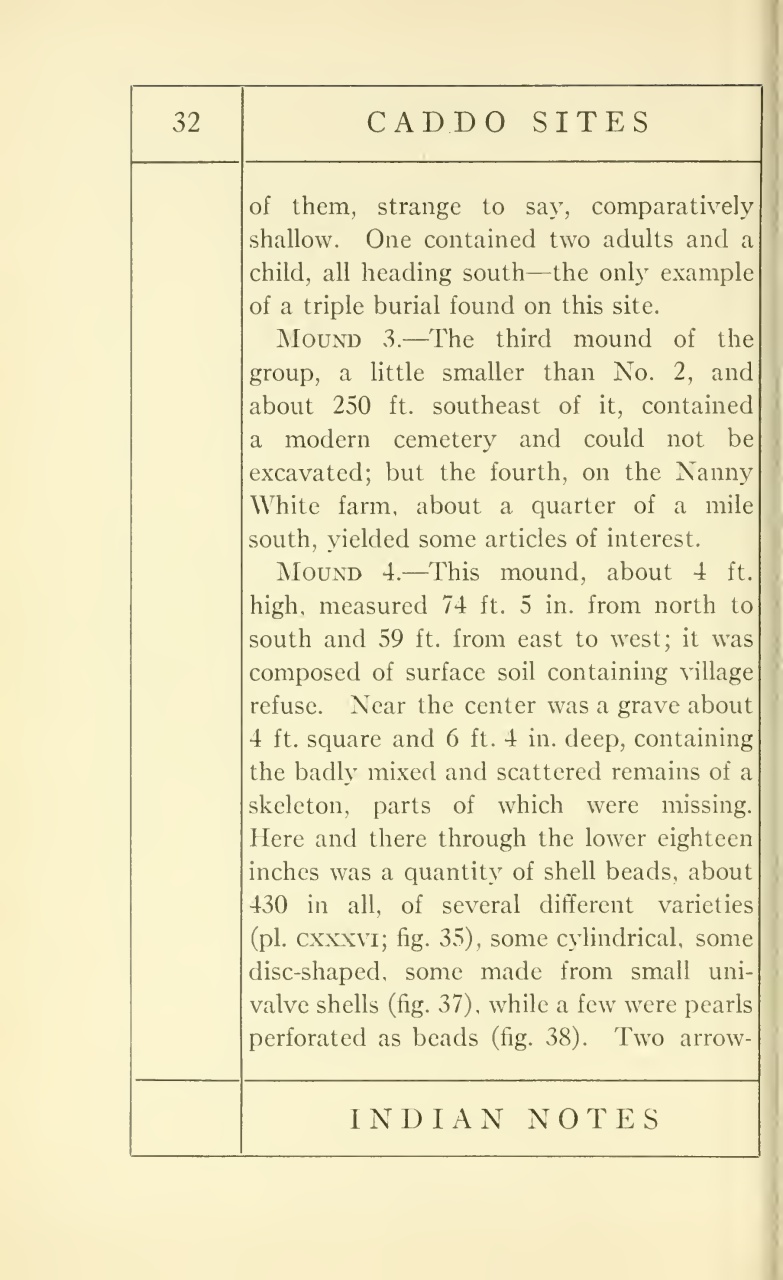 32
CADDO SITES
of them, strange to say, comparatively
shallow. One contained two adults and a
child, all heading south—the only example
of a triple burial found on this site.
MOUND 3.—The third mound of the
group, a little smaller than No. 2, and
about 250 ft. southeast of it, contained
a modern cemetery and could not be
excavated; but the fourth, on the Nanny
White farm, about a quarter of a mile
south, yielded some articles of interest.
MOUND 4.—This mound, about 4 ft.
high, measured 74 ft. 5 in. from north to
south and 59 ft. from east to west; it was
composed of surface soil containing village
refuse. Near the center was a grave about
4 ft. square and 6 ft. 4 in. deep, containing
the badly mixed and scattered remains of a
skeleton, parts of which were missing.
Here and there through the lower eighteen
inches was a quantity of shell beads, about
430 in all, of several different varieties
(pl. CXXXVI; fig. 35), some cylindrical, some
disc-shaped, some made from small uni-
valve shells (fig. 37), while a few were pearls
perforated as beads (fig. 38). Two arrow-
INDIAN NOTES